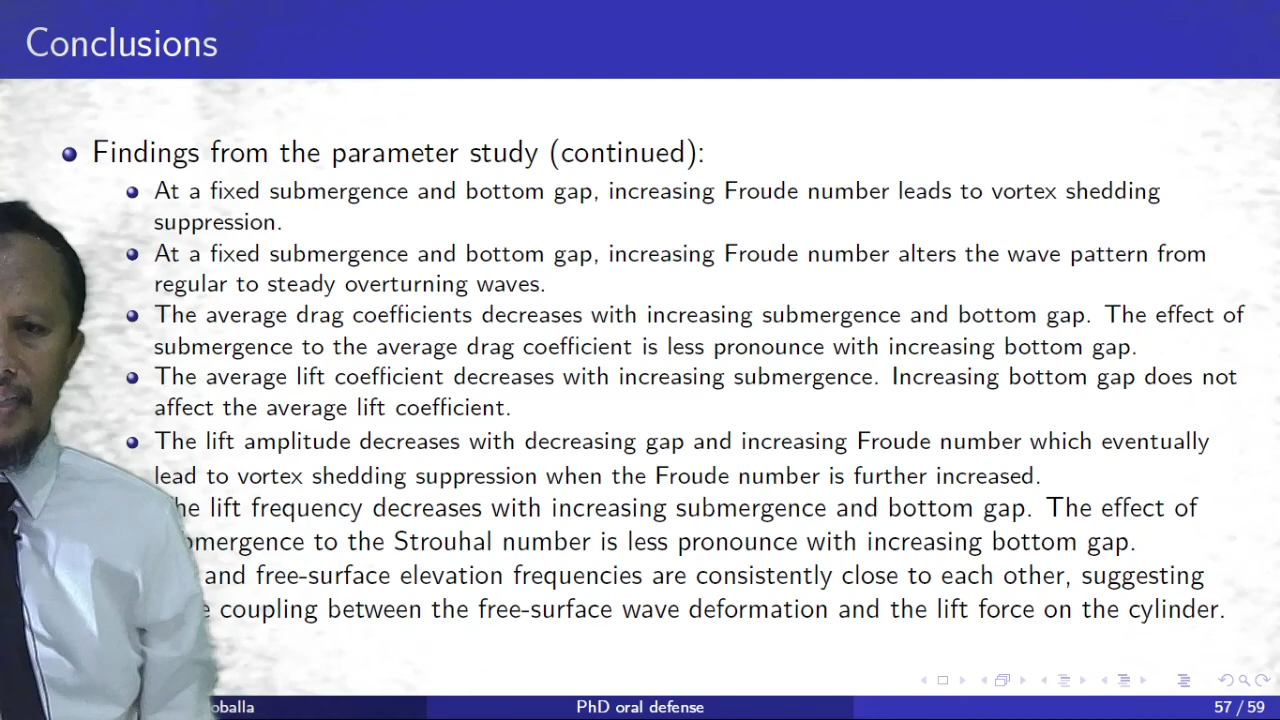 Conclusions
Findings from the parameter study (continued):
At a fixed submergence and bottom gap, increasing Froude number leads to vortex shedding
suppression.
At a fixed submergence and bottom gap, increasing Froude number alters the wave pattern from
regular to steady overturning waves.
The average drag coefficients decreases with increasing submergence and bottom gap. The effect of
submergence to the average drag coefficient is less pronounce with increasing bottom gap.
The average lift coefficient decreases with increasing submergence. Increasing bottom gap does not
affect the average lift coefficient.
The lift amplitude decreases with decreasing gap and increasing Froude number which eventually
lead to vortex shedding suppression when the Froude number is further increased.
lift frequency decreases with increasing submergence and bottom gap. The effect of
to the Strouhal number is less pronounce with increasing bottom gap.
and free-surface elevation frequencies are consistently close to each other, suggesting
coupling between the free-surface wave deformation and the lift force on the cylinder.
PhD oral defense
57 / 59